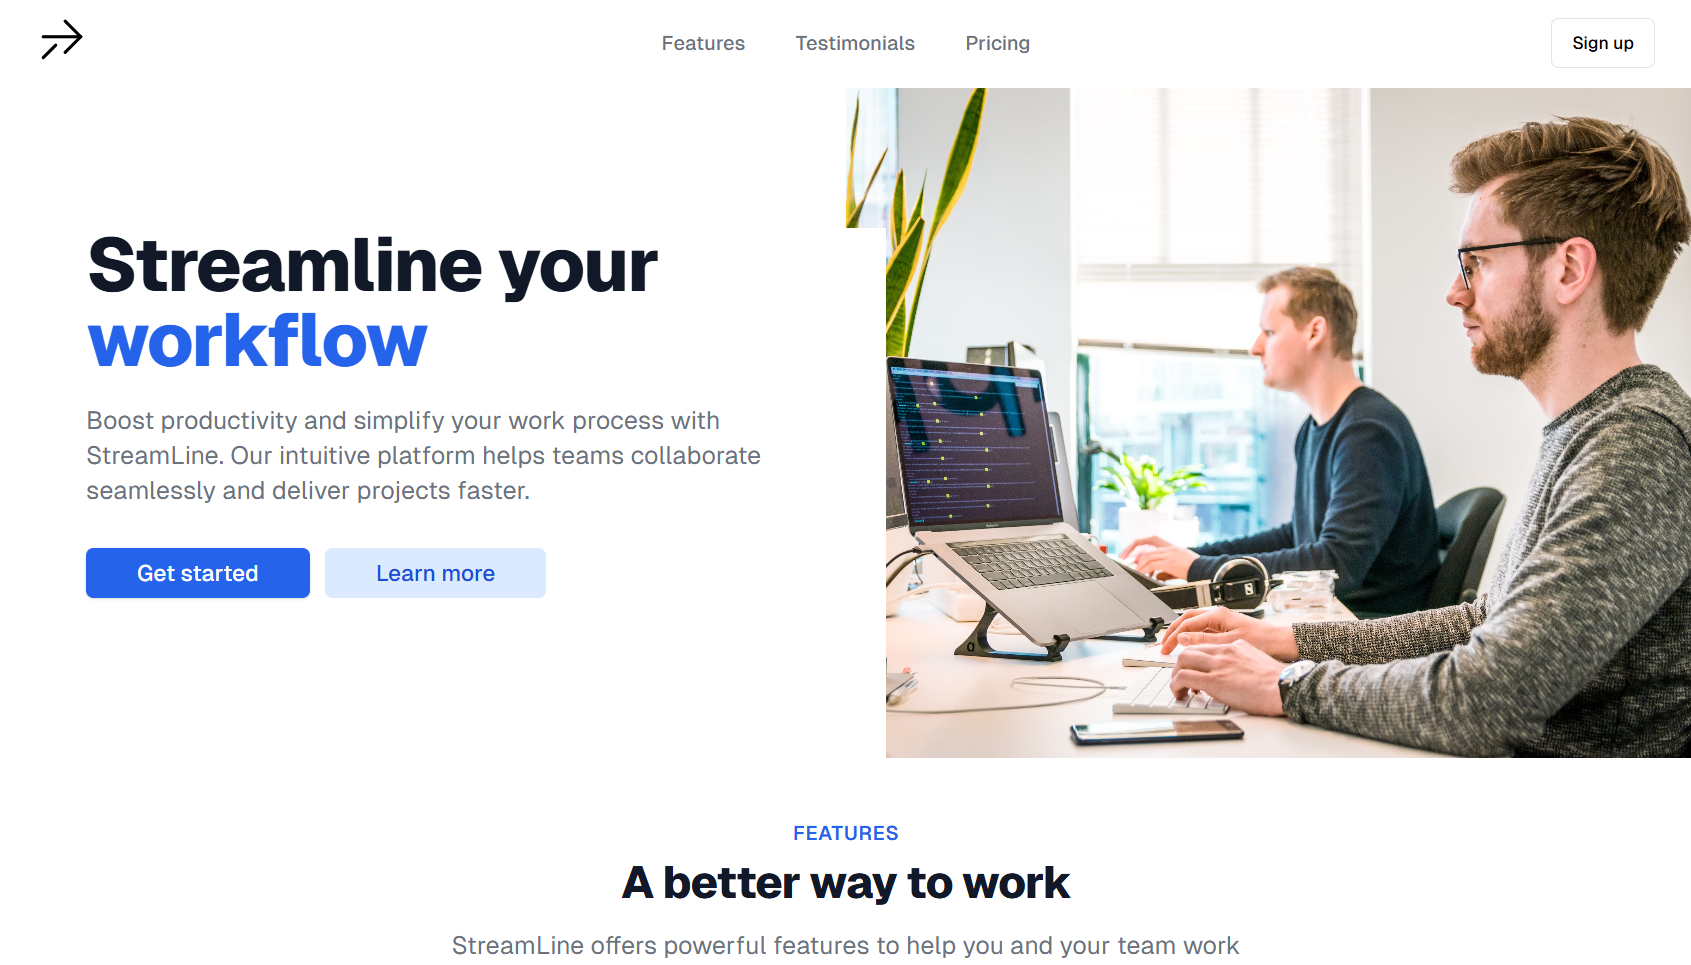 Features
Testimonials
Pricing
Sign up
Streamline your
workflow
Boost productivity and simplify your work process with
StreamLine. Our intuitive platform helps teams collaborate
seamlessly and deliver projects faster.
Get started
Learn more
FEATURES
A better way to work
StreamLine offers powerful features to help you and your team work